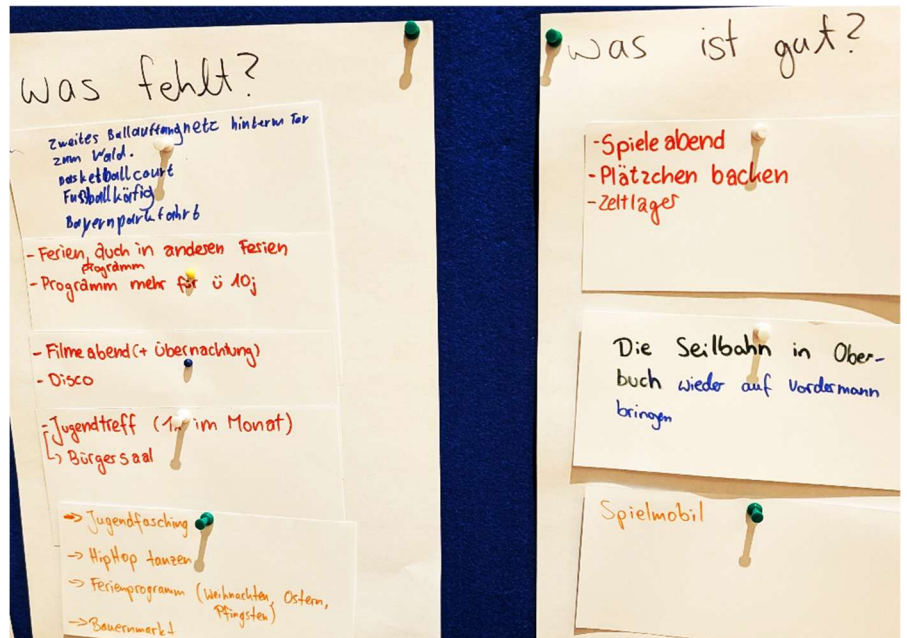 was fehlt?
zweites Ballauffangnetz hinterm Tor
zum Wald.
Basketballcourt
Fußballkäfig
Bayernparkfahrt
- Ferien, auch in anderen Ferien
programm
- Programm mehr für ü 10j
- Filmeabend (+ Übernachtung)
- Disco
- Jugendtreff (1x im Monat)
↳ Bürgersaal
→ Jugendfasching
→ HipHop tanzen
→ Ferienprogramm (Weihnachten, Ostern,
Pfingsten)
→ Bauernmarkt
was ist gut?
- Spieleabend
- Plätzchen backen
- Zeltlager
Die Seilbahn in Ober-
buch wieder auf Vordermann
bringen
Spielmobil